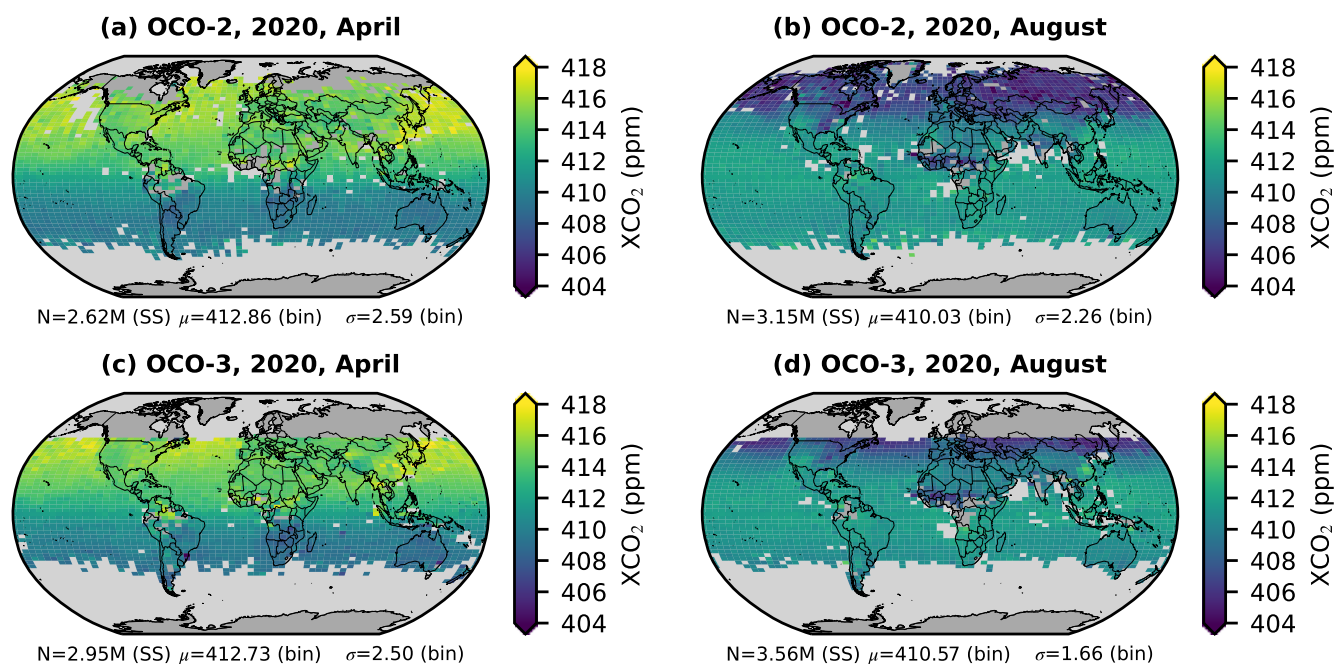 (a) OCO-2, 2020, April
418
416
414
412
410
408
406
404
XCO₂ (ppm)
N=2.62M (SS) μ=412.86 (bin) σ=2.59 (bin)
(b) OCO-2, 2020, August
418
416
414
412
410
408
406
404
XCO₂ (ppm)
N=3.15M (SS) μ=410.03 (bin) σ=2.26 (bin)
(c) OCO-3, 2020, April
418
416
414
412
410
408
406
404
XCO₂ (ppm)
N=2.95M (SS) μ=412.73 (bin) σ=2.50 (bin)
(d) OCO-3, 2020, August
418
416
414
412
410
408
406
404
XCO₂ (ppm)
N=3.56M (SS) μ=410.57 (bin) σ=1.66 (bin)